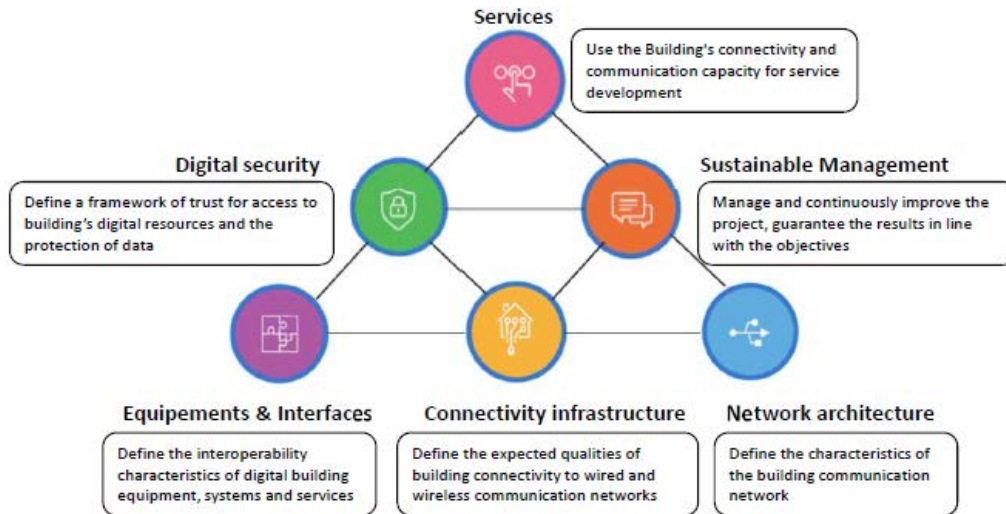 Services
Use the Building's connectivity and
communication capacity for service
development
Digital security
Define a framework of trust for access to
building's digital resources and the
protection of data
Sustainable Management
Manage and continuously improve the
project, guarantee the results in line
with the objectives
Equipements & Interfaces
Define the interoperability
characteristics of digital building
equipment, systems and services
Connectivity infrastructure
Define the expected qualities of
building connectivity to wired and
wireless communication networks
Network architecture
Define the characteristics of
the building communication
network